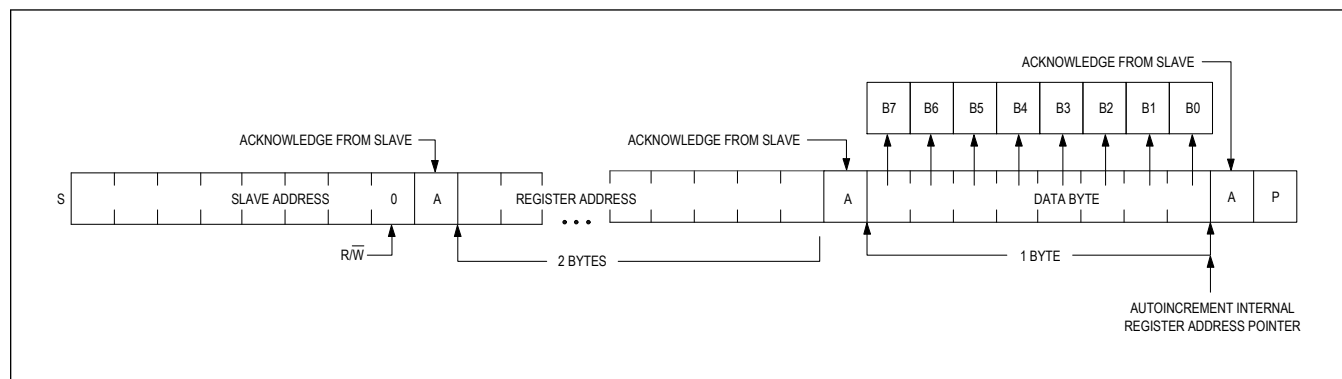 ACKNOWLEDGE FROM SLAVE
B7 B6 B5 B4 B3 B2 B1 B0
ACKNOWLEDGE FROM SLAVE
ACKNOWLEDGE FROM SLAVE
S SLAVE ADDRESS 0 A REGISTER ADDRESS A DATA BYTE A P
R/W̅
2 BYTES
1 BYTE
AUTOINCREMENT INTERNAL
REGISTER ADDRESS POINTER